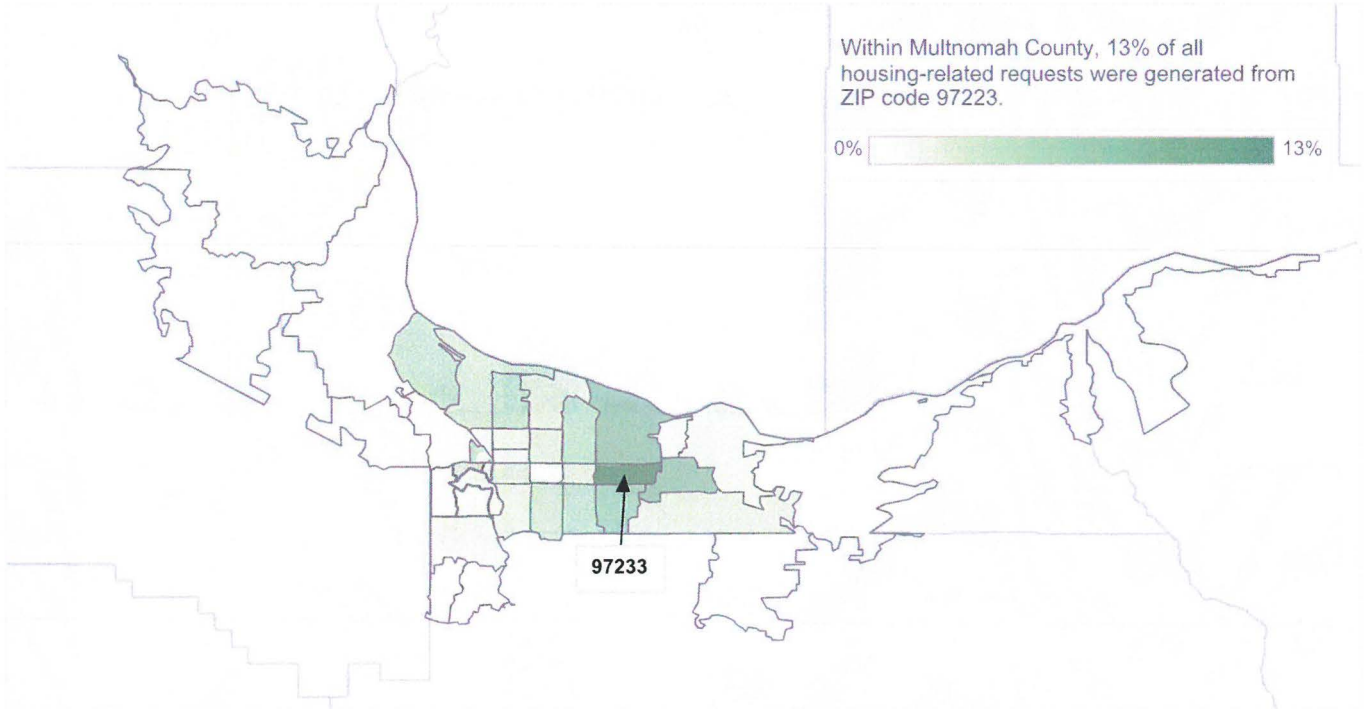 Within Multnomah County, 13% of all
housing-related requests were generated from
ZIP code 97223.
0% 13%
97233